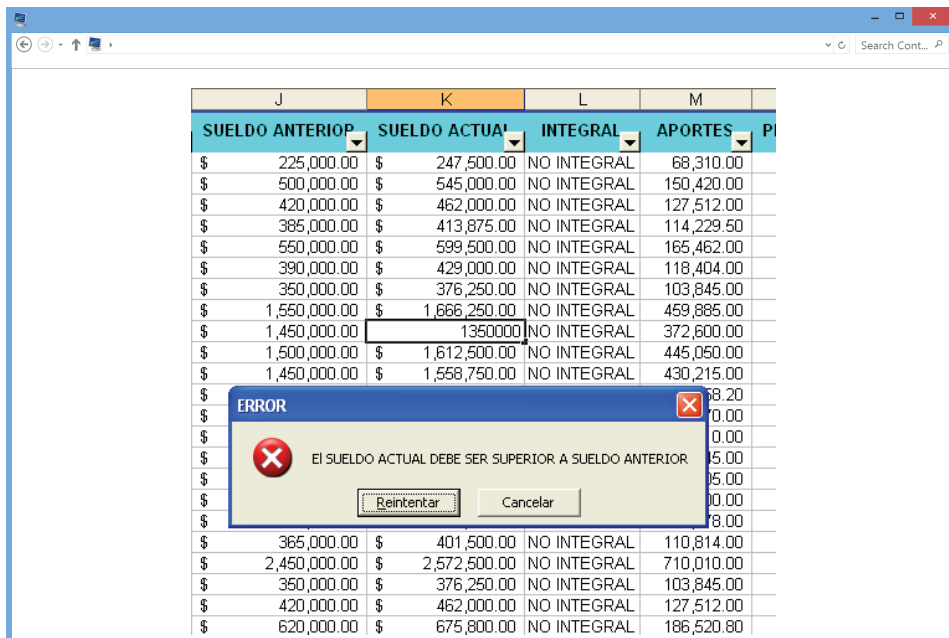 Search Cont...
J K L M
SUELDO ANTERIOR SUELDO ACTUAL INTEGRAL APORTES
$ 225,000.00 $ 247,500.00 NO INTEGRAL 68,310.00
$ 500,000.00 $ 545,000.00 NO INTEGRAL 150,420.00
$ 420,000.00 $ 462,000.00 NO INTEGRAL 127,512.00
$ 385,000.00 $ 413,875.00 NO INTEGRAL 114,229.50
$ 550,000.00 $ 599,500.00 NO INTEGRAL 165,462.00
$ 390,000.00 $ 429,000.00 NO INTEGRAL 118,404.00
$ 350,000.00 $ 376,250.00 NO INTEGRAL 103,845.00
$ 1,550,000.00 $ 1,666,250.00 NO INTEGRAL 459,885.00
$ 1,450,000.00 1350000 NO INTEGRAL 372,600.00
$ 1,500,000.00 $ 1,612,500.00 NO INTEGRAL 445,050.00
$ 1,450,000.00 $ 1,558,750.00 NO INTEGRAL 430,215.00
$
$
$
$
$
$
$
ERROR
El SUELDO ACTUAL DEBE SER SUPERIOR A SUELDO ANTERIOR
Reintentar Cancelar
$ 365,000.00 $ 401,500.00 NO INTEGRAL 110,814.00
$ 2,450,000.00 $ 2,572,500.00 NO INTEGRAL 710,010.00
$ 350,000.00 $ 376,250.00 NO INTEGRAL 103,845.00
$ 420,000.00 $ 462,000.00 NO INTEGRAL 127,512.00
$ 620,000.00 $ 675,800.00 NO INTEGRAL 186,520.80